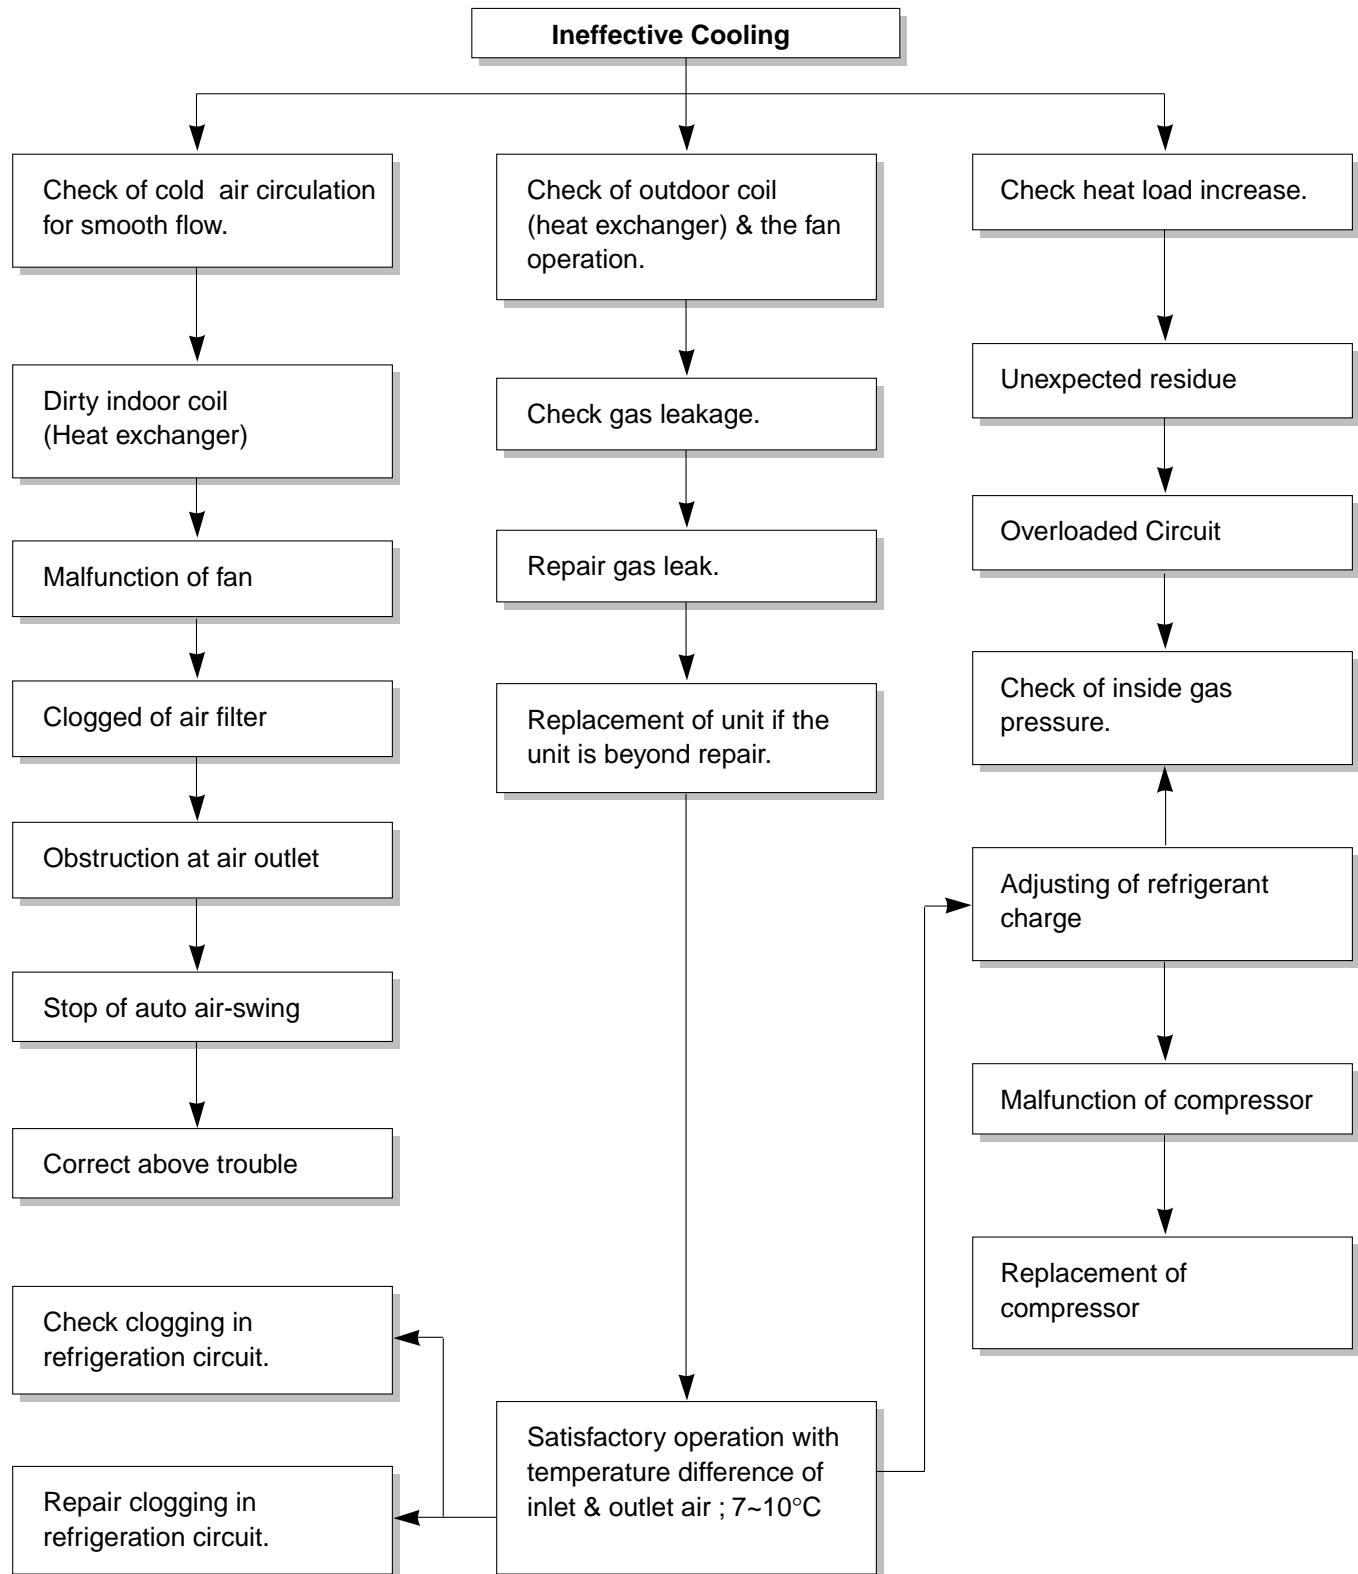 Ineffective Cooling
Check of cold air circulation
for smooth flow.
Dirty indoor coil
(Heat exchanger)
Malfunction of fan
Clogged of air filter
Obstruction at air outlet
Stop of auto air-swing
Correct above trouble
Check clogging in
refrigeration circuit.
Repair clogging in
refrigeration circuit.
Check of outdoor coil
(heat exchanger) & the fan
operation.
Check gas leakage.
Repair gas leak.
Replacement of unit if the
unit is beyond repair.
Satisfactory operation with
temperature difference of
inlet & outlet air ; 7~10°C
Check heat load increase.
Unexpected residue
Overloaded Circuit
Check of inside gas
pressure.
Adjusting of refrigerant
charge
Malfunction of compressor
Replacement of
compressor